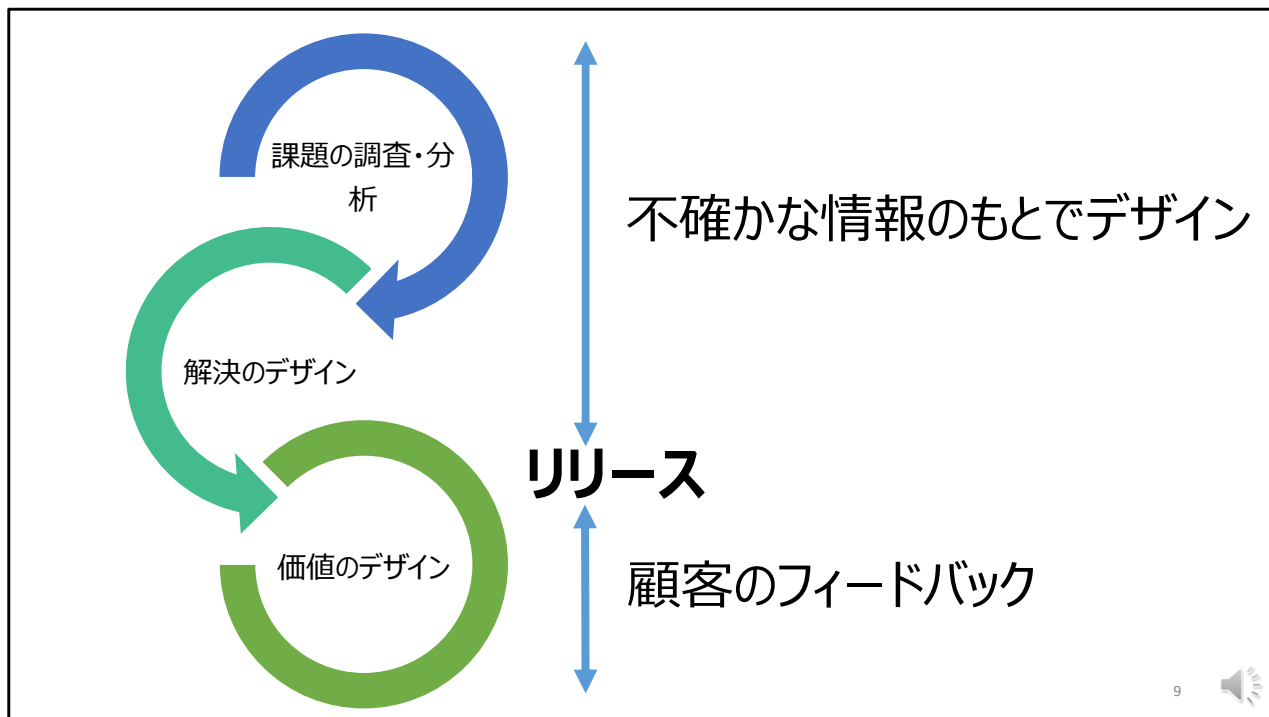 課題の調査・分
析
不確かな情報のもとでデザイン
解決のデザイン
リリース
価値のデザイン
顧客のフィードバック
9